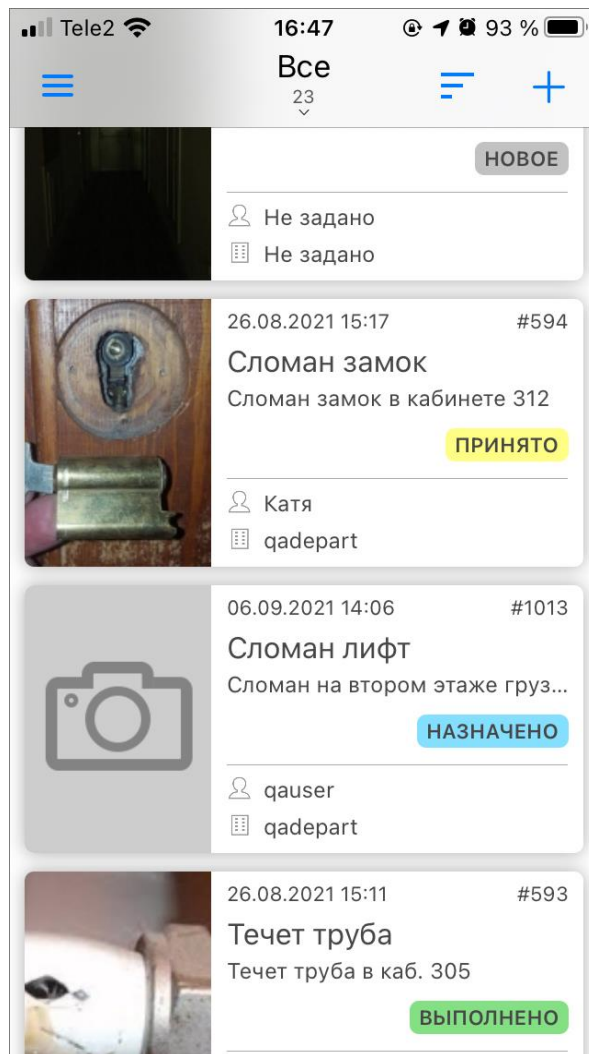 Tele2 16:47 93 %
Все
23
НОВОЕ
Не задано
Не задано
26.08.2021 15:17 #594
Сломан замок
Сломан замок в кабинете 312
ПРИНЯТО
Катя
qadepart
06.09.2021 14:06 #1013
Сломан лифт
Сломан на втором этаже груз...
НАЗНАЧЕНО
qauser
qadepart
26.08.2021 15:11 #593
Течет труба
Течет труба в каб. 305
ВЫПОЛНЕНО